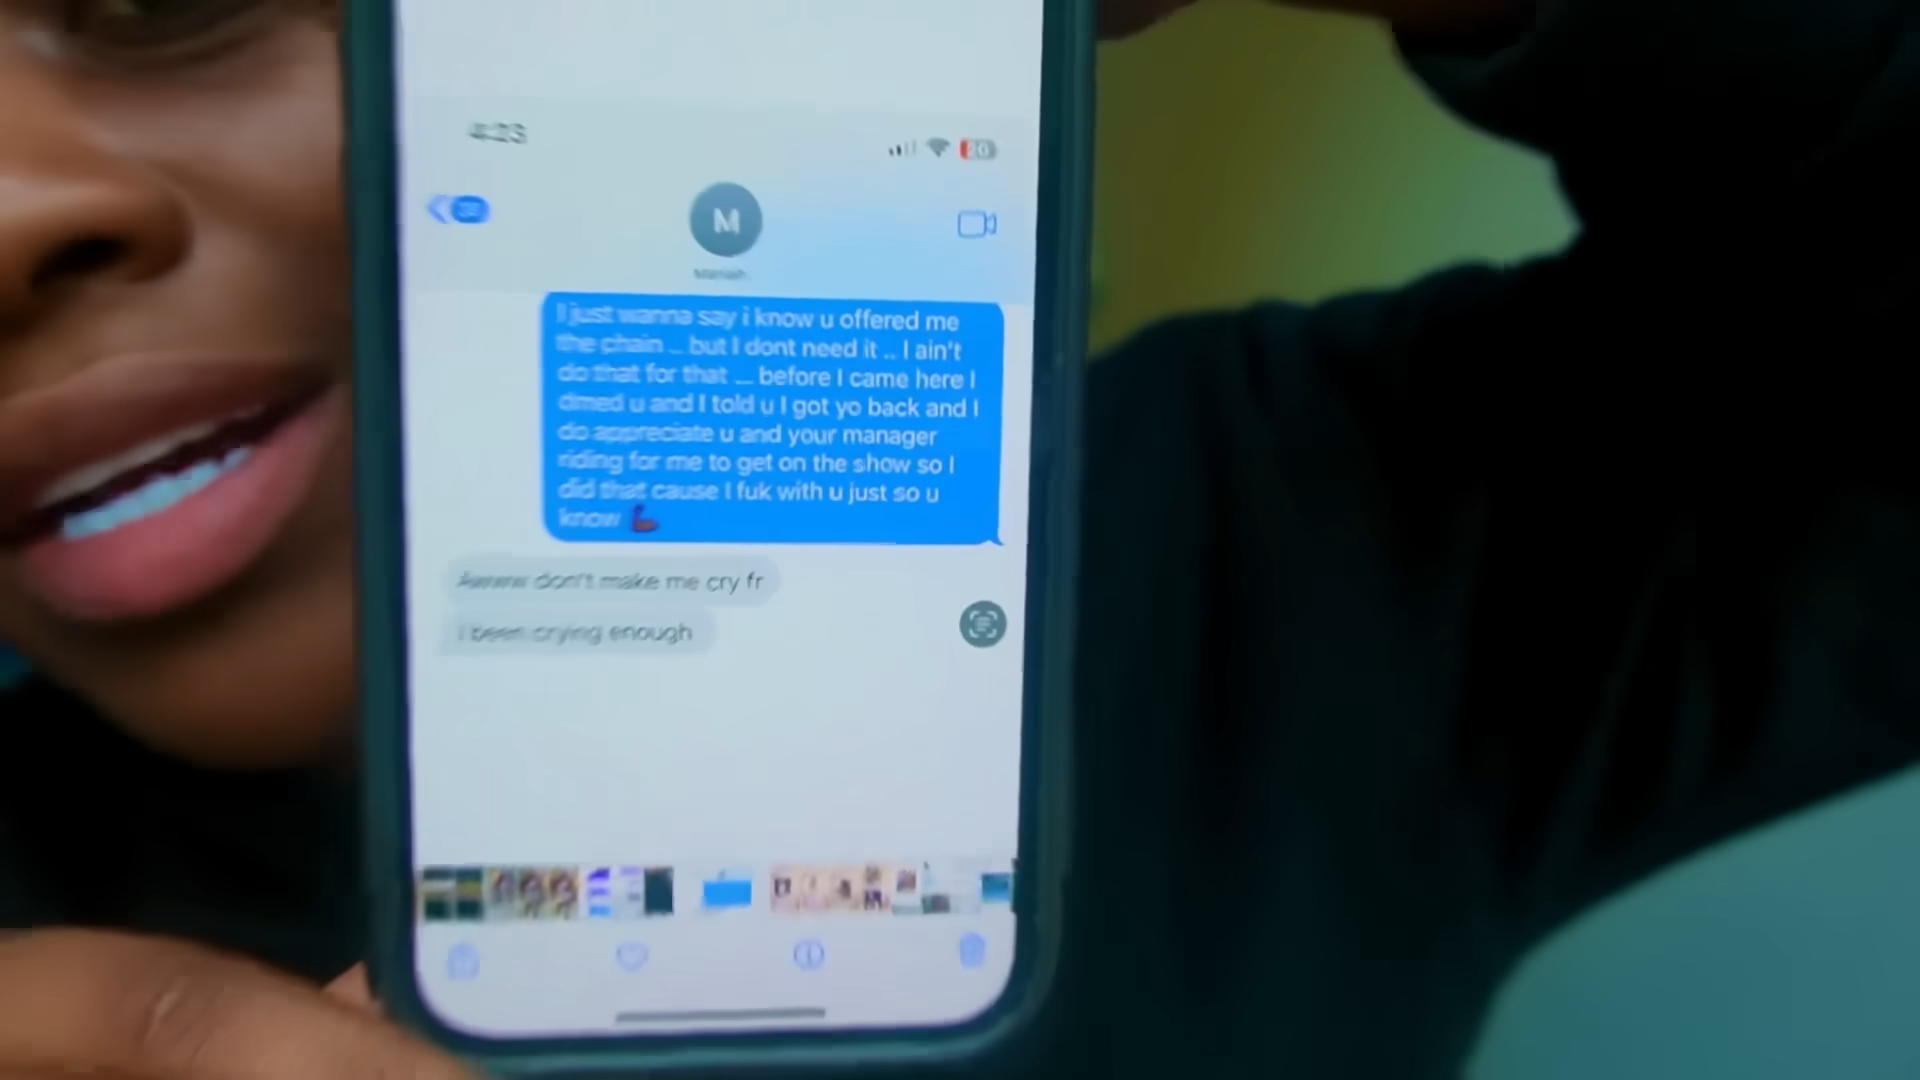 4:23
20
M
I just wanna say i know u offered me
the chain .. but I dont need it .. I ain't
do that for that .... before I came here I
dmed u and I told u I got yo back and I
do appreciate u and your manager
riding for me to get on the show so I
did that cause I fuk with u just so u
know 💪🏿
don't make me cry fr
I been crying enough